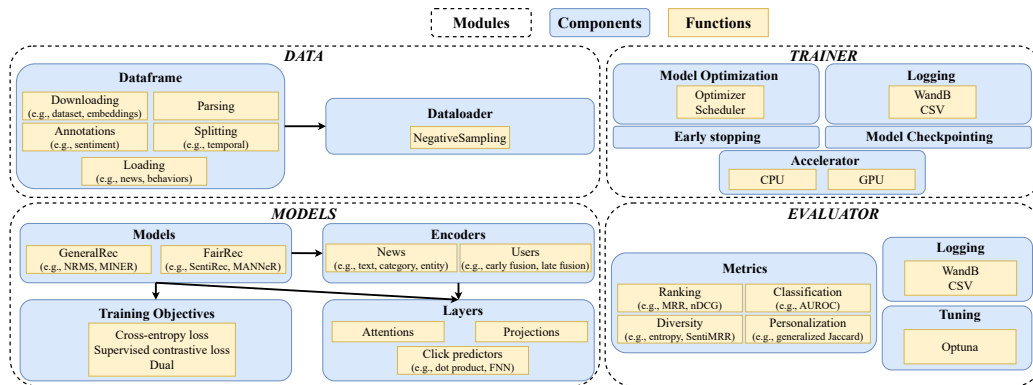 Modules
Components
Functions
DATA
Dataframe
Downloading
(e.g., dataset, embeddings)
Parsing
Annotations
(e.g., sentiment)
Splitting
(e.g., temporal)
Loading
(e.g., news, behaviors)
Dataloader
NegativeSampling
TRAINER
Model Optimization
Optimizer
Scheduler
Logging
WandB
CSV
Early stopping
Model Checkpointing
Accelerator
CPU
GPU
MODELS
Models
GeneralRec
(e.g., NRMS, MINER)
FairRec
(e.g., SentiRec, MANNeR)
Encoders
News
(e.g., text, category, entity)
Users
(e.g., early fusion, late fusion)
Training Objectives
Cross-entropy loss
Supervised contrastive loss
Dual
Layers
Attentions
Projections
Click predictors
(e.g., dot product, FNN)
EVALUATOR
Metrics
Ranking
(e.g., MRR, nDCG)
Classification
(e.g., AUROC)
Diversity
(e.g., entropy, SentiMRR)
Personalization
(e.g., generalized Jaccard)
Logging
WandB
CSV
Tuning
Optuna